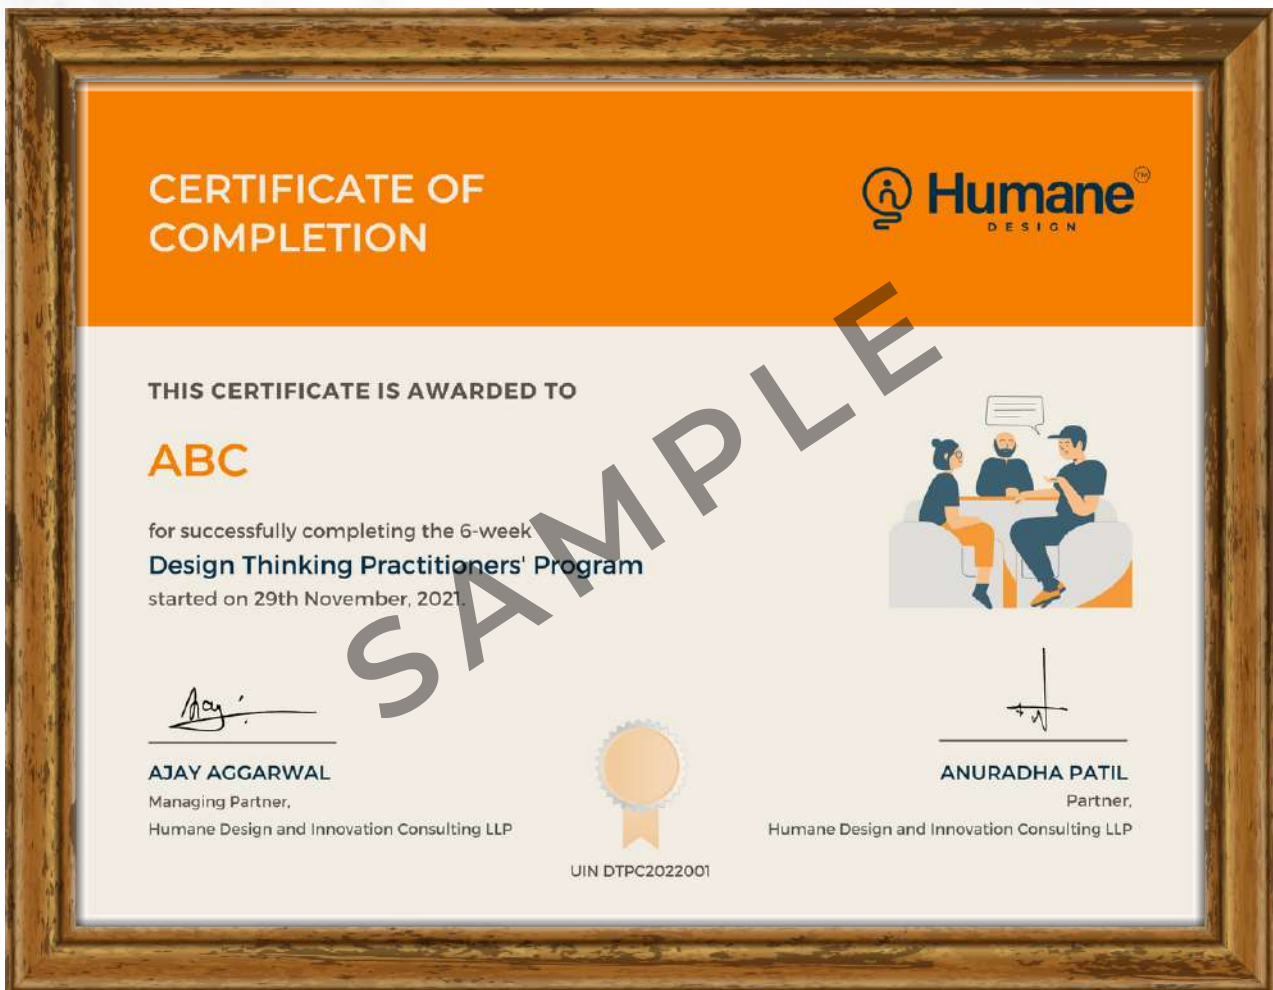 CERTIFICATE OF
COMPLETION
Humane
TM
DESIGN
THIS CERTIFICATE IS AWARDED TO
ABC
for successfully completing the 6-week
Design Thinking Practitioners' Program
started on 29th November, 2021.
SAMPLE
AJAY AGGARWAL
Managing Partner,
Humane Design and Innovation Consulting LLP
ANURADHA PATIL
Partner,
Humane Design and Innovation Consulting LLP
UIN DTPC2022001